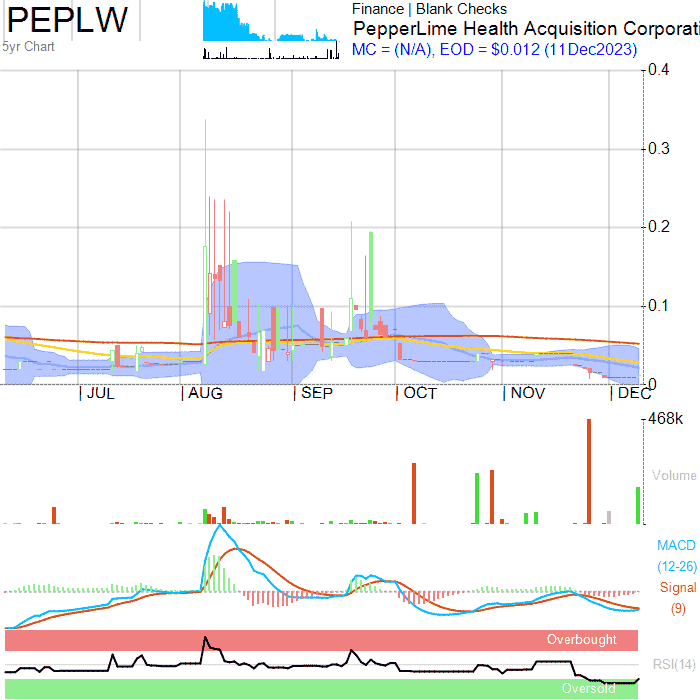 PEPLW
5yr Chart
Finance | Blank Checks
PepperLime Health Acquisition Corporati
MC = (N/A), EOD = $0.012 (11Dec2023)
0.4
0.3
0.2
0.1
0
JUL AUG SEP OCT NOV DEC
468k
Volume
MACD
(12-26)
Signal
(9)
Overbought
RSI(14)
Oversold